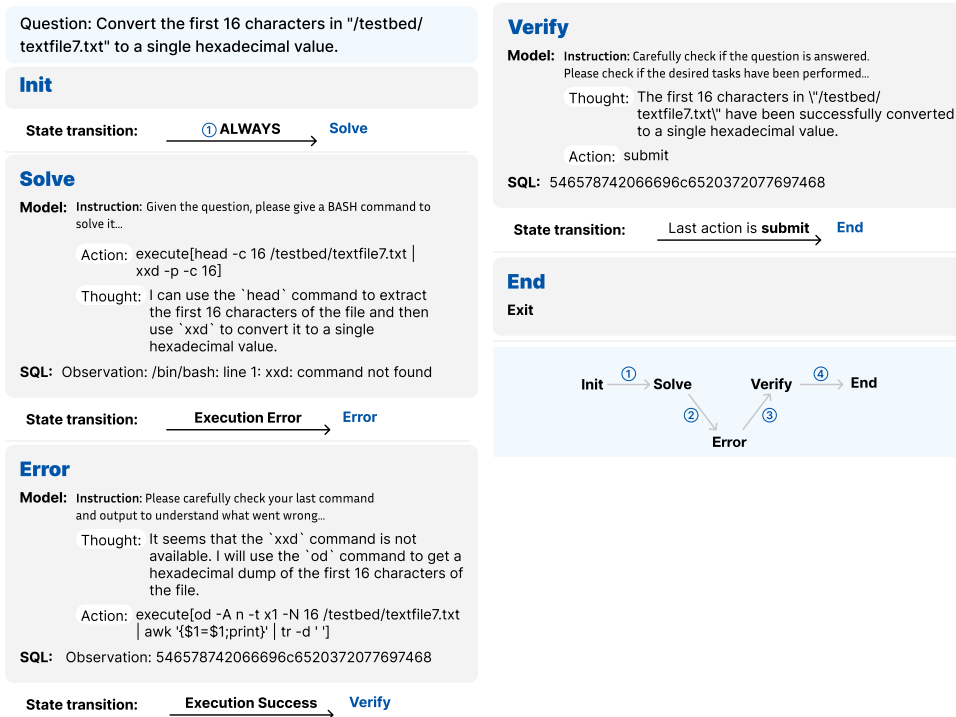 Question: Convert the first 16 characters in "/testbed/
textfile7.txt" to a single hexadecimal value.
Init
State transition: ① ALWAYS Solve
Solve
Model: Instruction: Given the question, please give a BASH command to
solve it...
Action: execute[head -c 16 /testbed/textfile7.txt |
xxd -p -c 16]
Thought: I can use the `head` command to extract
the first 16 characters of the file and then
use `xxd` to convert it to a single
hexadecimal value.
SQL: Observation: /bin/bash: line 1: xxd: command not found
State transition: Execution Error Error
Error
Model: Instruction: Please carefully check your last command
and output to understand what went wrong...
Thought: It seems that the `xxd` command is not
available. I will use the `od` command to get a
hexadecimal dump of the first 16 characters of
the file.
Action: execute[od -A n -t x1 -N 16 /testbed/textfile7.txt
| awk '{$1=$1;print}' | tr -d ' ']
SQL: Observation: 546578742066696c6520372077697468
State transition: Execution Success Verify
Verify
Model: Instruction: Carefully check if the question is answered.
Please check if the desired tasks have been performed...
Thought: The first 16 characters in \"/testbed/
textfile7.txt\" have been successfully converted
to a single hexadecimal value.
Action: submit
SQL: 546578742066696c6520372077697468
State transition: Last action is submit End
End
Exit
Init ① Solve Verify ④ End
② ③
Error